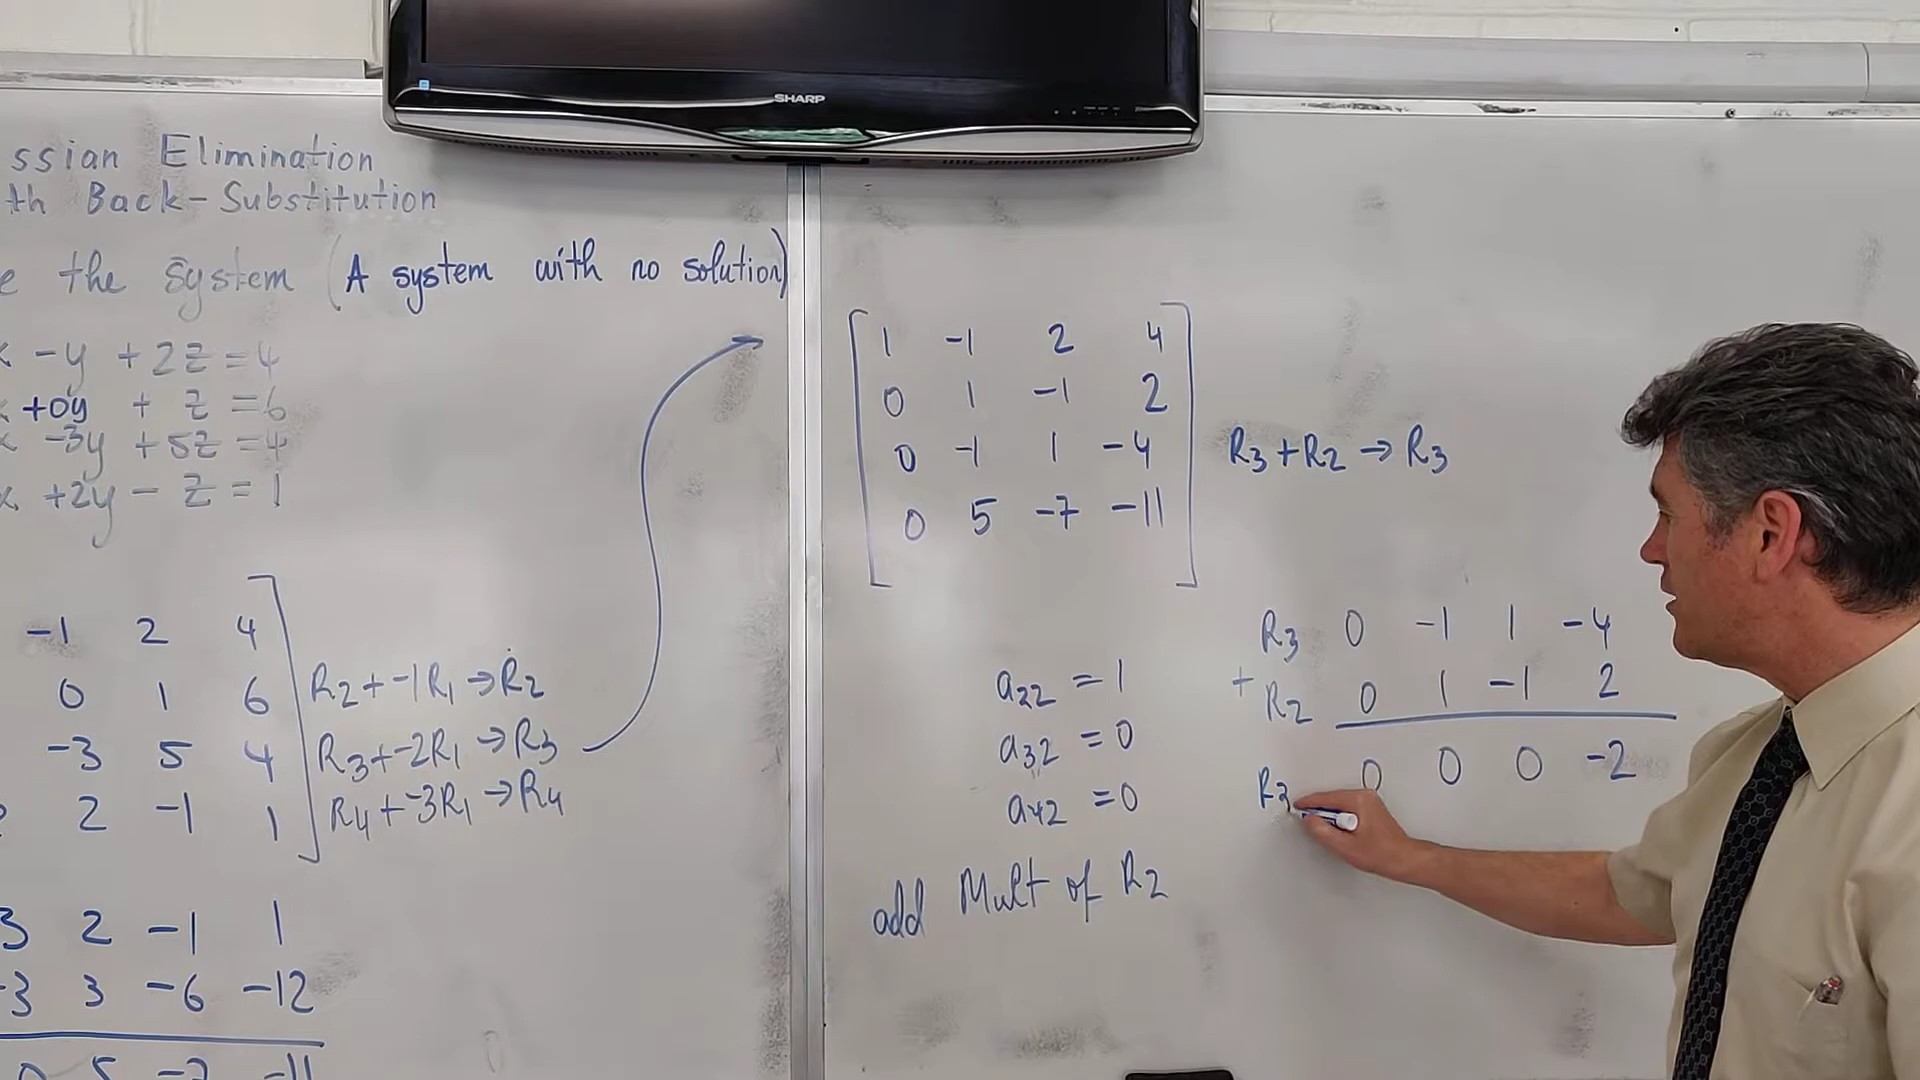 SHARP
ssian Elimination
th Back-Substitution
e the system (A system with no solution)
x -y +2z =4
x +0y + z =6
x -3y +5z =4
x +2y - z = 1
-1 2 4
0 1 6 R2+-1R1→R2
-3 5 4 R3+-2R1→R3
2 -1 1 R4+-3R1→R4
3 2 -1 1
-3 3 -6 -12
0 5 -7 -11
1 -1 2 4
0 1 -1 2
0 -1 1 -4 R3+R2→R3
0 5 -7 -11
a22 = 1
a32 = 0
a42 = 0
add Mult of R2
R3 0 -1 1 -4
+ R2 0 1 -1 2
R3 0 0 0 -2